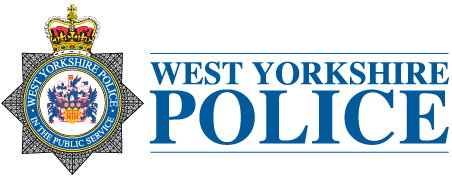 WEST YORKSHIRE POLICE
IN THE PUBLIC SERVICE
WEST YORKSHIRE
POLICE